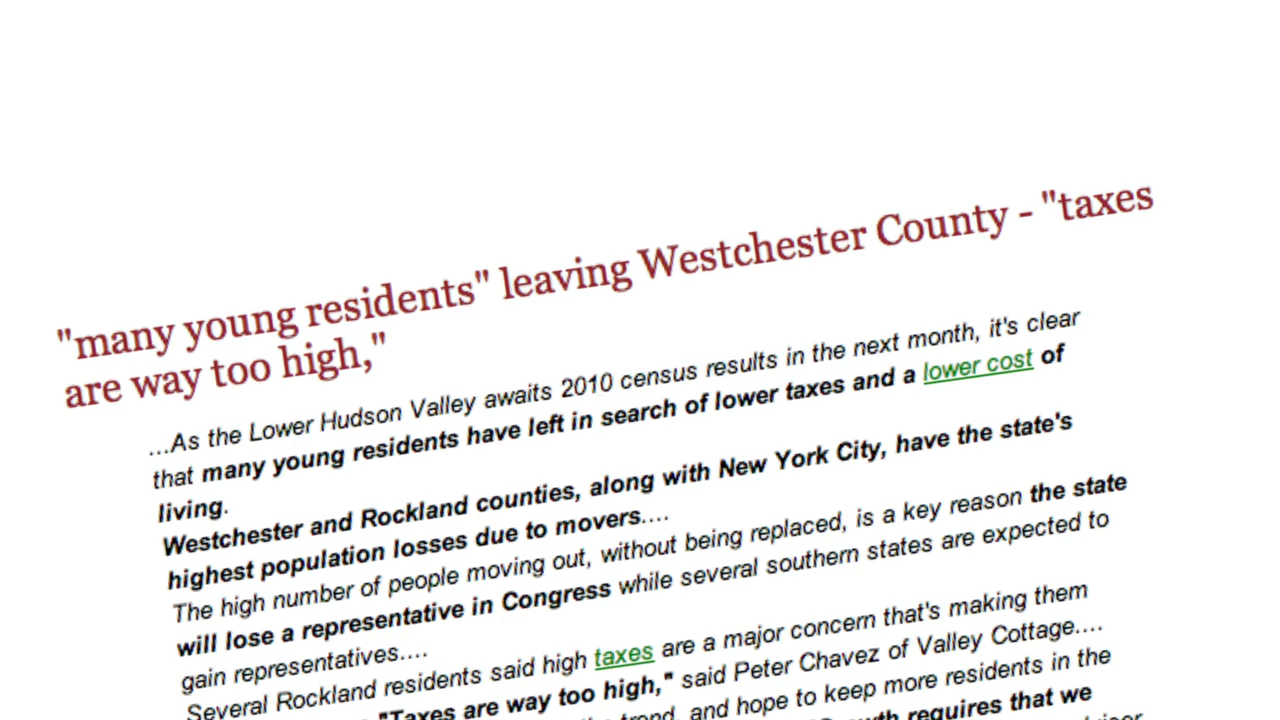 "many young residents" leaving Westchester County - "taxes
are way too high,"
...As the Lower Hudson Valley awaits 2010 census results in the next month, it's clear
that many young residents have left in search of lower taxes and a lower cost of
living.
Westchester and Rockland counties, along with New York City, have the state's
highest population losses due to movers....
The high number of people moving out, without being replaced, is a key reason the state
will lose a representative in Congress while several southern states are expected to
gain representatives....
Several Rockland residents said high taxes are a major concern that's making them
"Taxes are way too high," said Peter Chavez of Valley Cottage....
the trend, and hope to keep more residents in the
requires that we